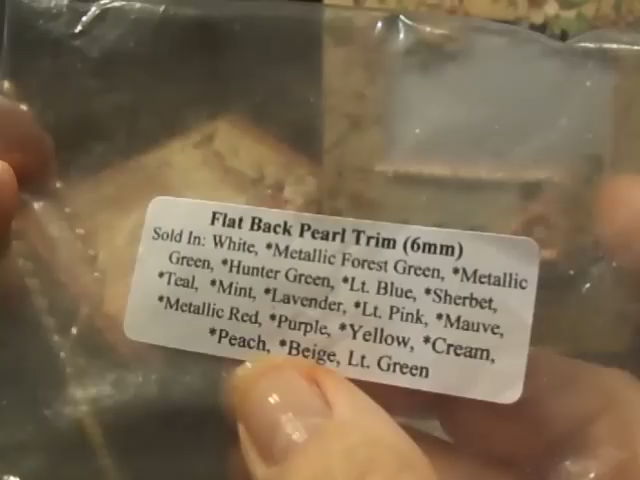 Flat Back Pearl Trim (6mm)
Sold In: White, *Metallic Forest Green, *Metallic
Green, *Hunter Green, *Lt. Blue, *Sherbet,
*Teal, *Mint, *Lavender, *Lt. Pink, *Mauve,
*Metallic Red, *Purple, *Yellow, *Cream,
*Peach, *Beige, Lt. Green